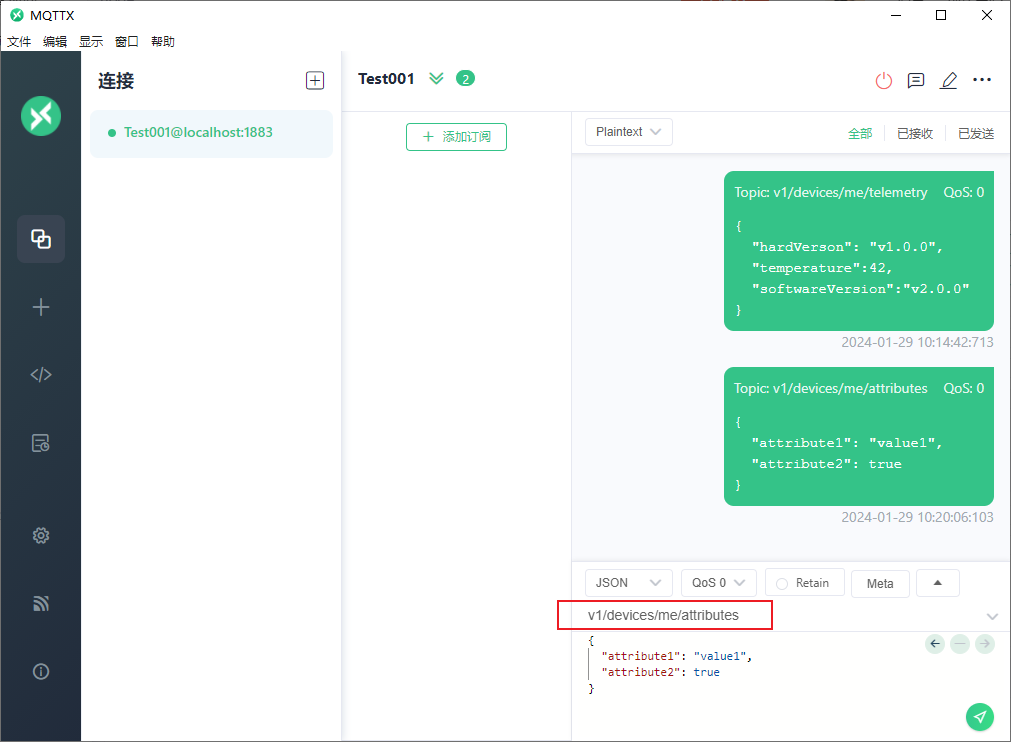 MQTTX
文件 编辑 显示 窗口 帮助
连接
Test001@localhost:1883
Test001 2
添加订阅
Plaintext
全部 已接收 已发送
Topic: v1/devices/me/telemetry QoS: 0
{
"hardVerson": "v1.0.0",
"temperature":42,
"softwareVersion":"v2.0.0"
}
2024-01-29 10:14:42:713
Topic: v1/devices/me/attributes QoS: 0
{
"attribute1": "value1",
"attribute2": true
}
2024-01-29 10:20:06:103
JSON QoS 0 Retain Meta
v1/devices/me/attributes
{
"attribute1": "value1",
"attribute2": true
}